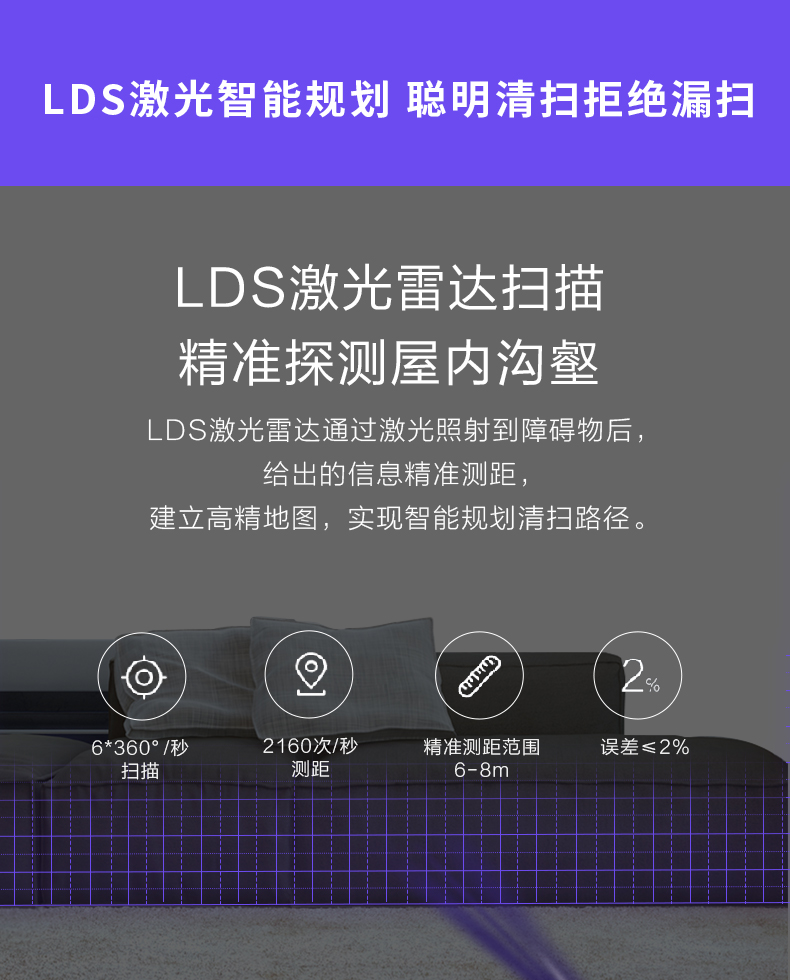 LDS激光智能规划 聪明清扫拒绝漏扫
LDS激光雷达扫描
精准探测屋内沟壑
LDS激光雷达通过激光照射到障碍物后，
给出的信息精准测距，
建立高精地图，实现智能规划清扫路径。
2%
6*360°/秒
扫描
2160次/秒
测距
精准测距范围
6-8m
误差≤2%